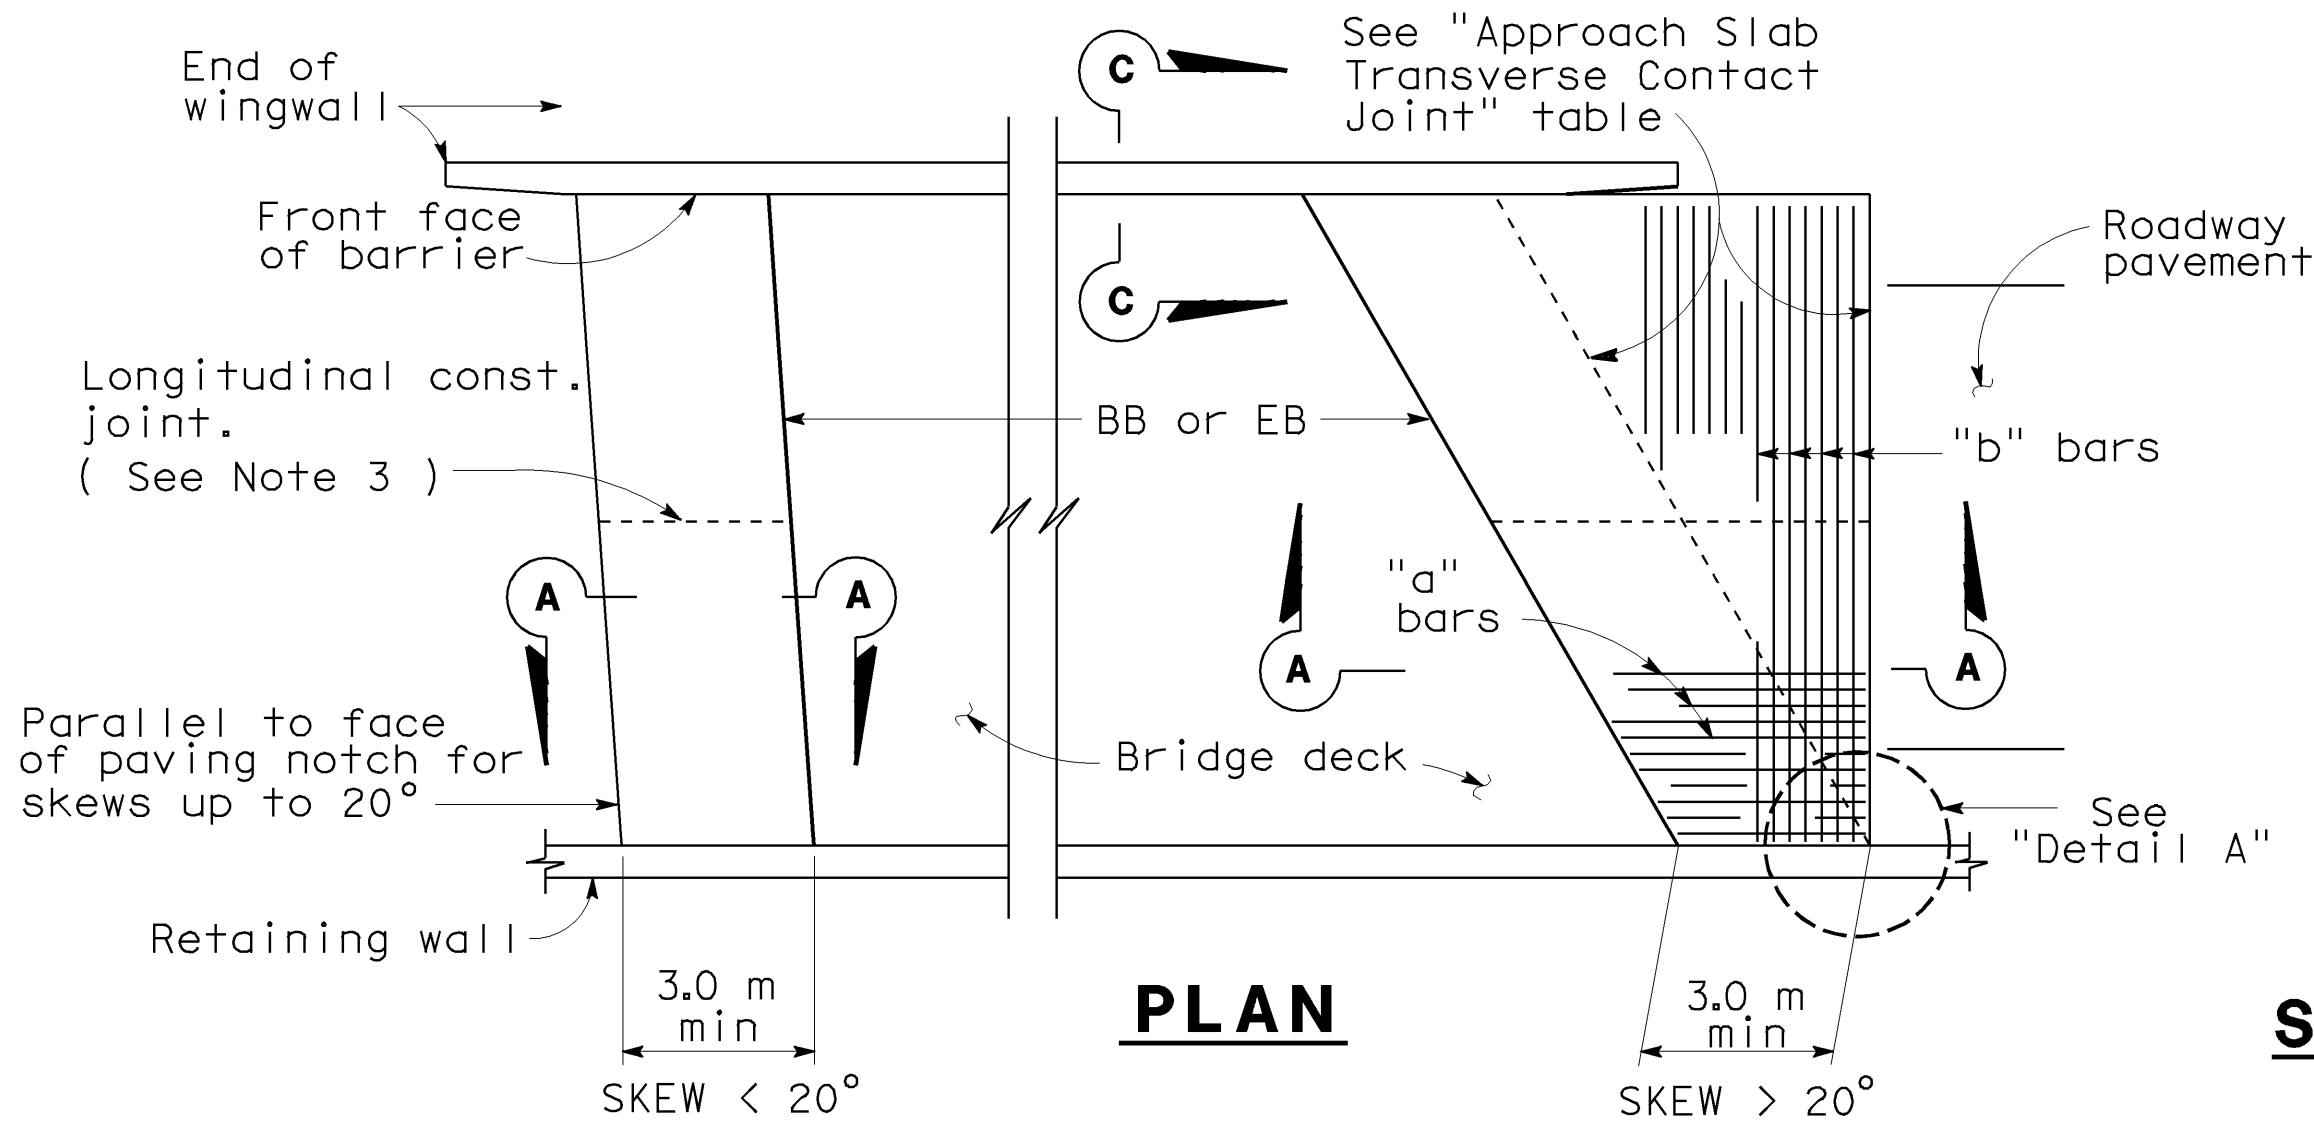 End of
wingwall
C
See "Approach Slab
Transverse Contact
Joint" table
Front face
of barrier
C
Roadway
pavement
Longitudinal const.
joint.
( See Note 3 )
BB or EB
"b" bars
A
A
"a"
bars
A
A
Parallel to face
of paving notch for
skews up to 20°
Bridge deck
See
"Detail A"
Retaining wall
3.0 m
min
SKEW < 20°
PLAN
3.0 m
min
SKEW > 20°
S